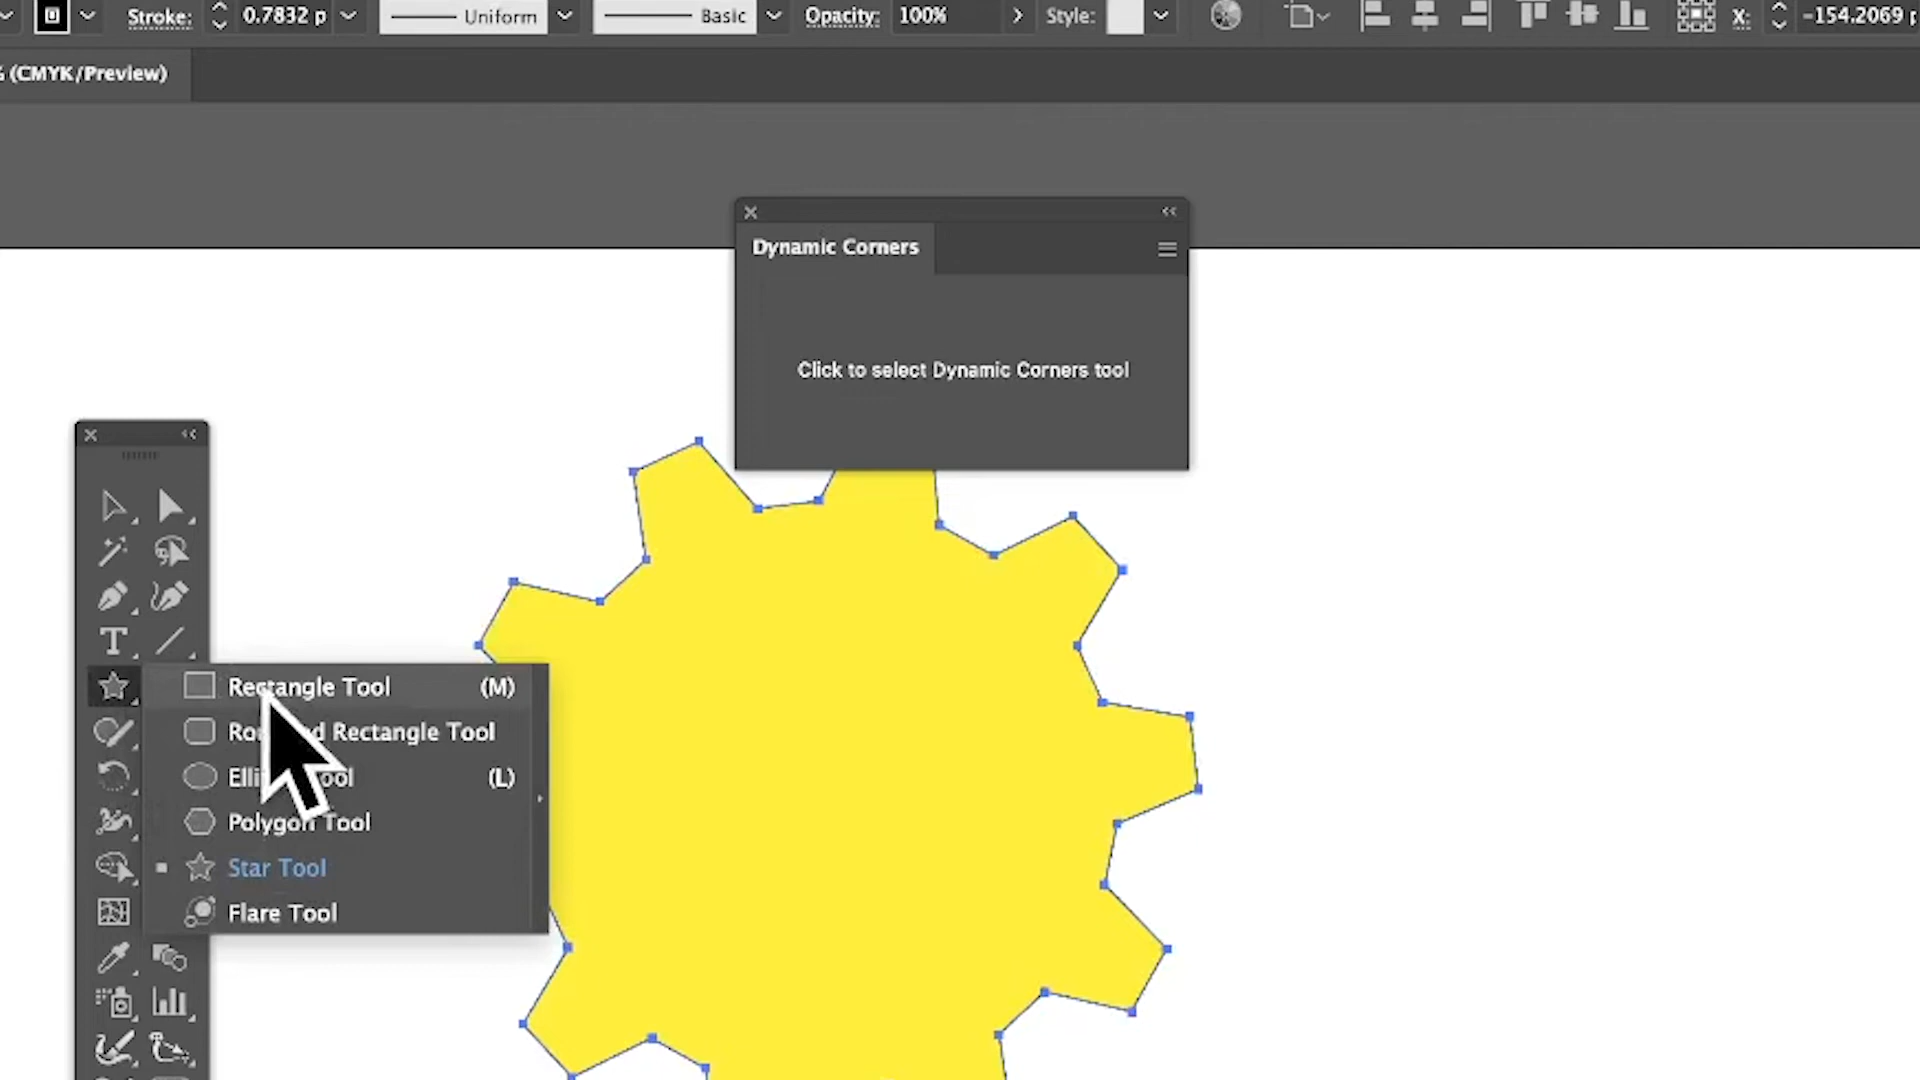 Stroke: 0.7832 p Uniform Basic Opacity: 100% Style: X: -154.2069 p
% (CMYK/Preview)
Dynamic Corners
Click to select Dynamic Corners tool
T
Rectangle Tool (M)
Rectangle Tool
(L)
Polygon Tool
Star Tool
Flare Tool